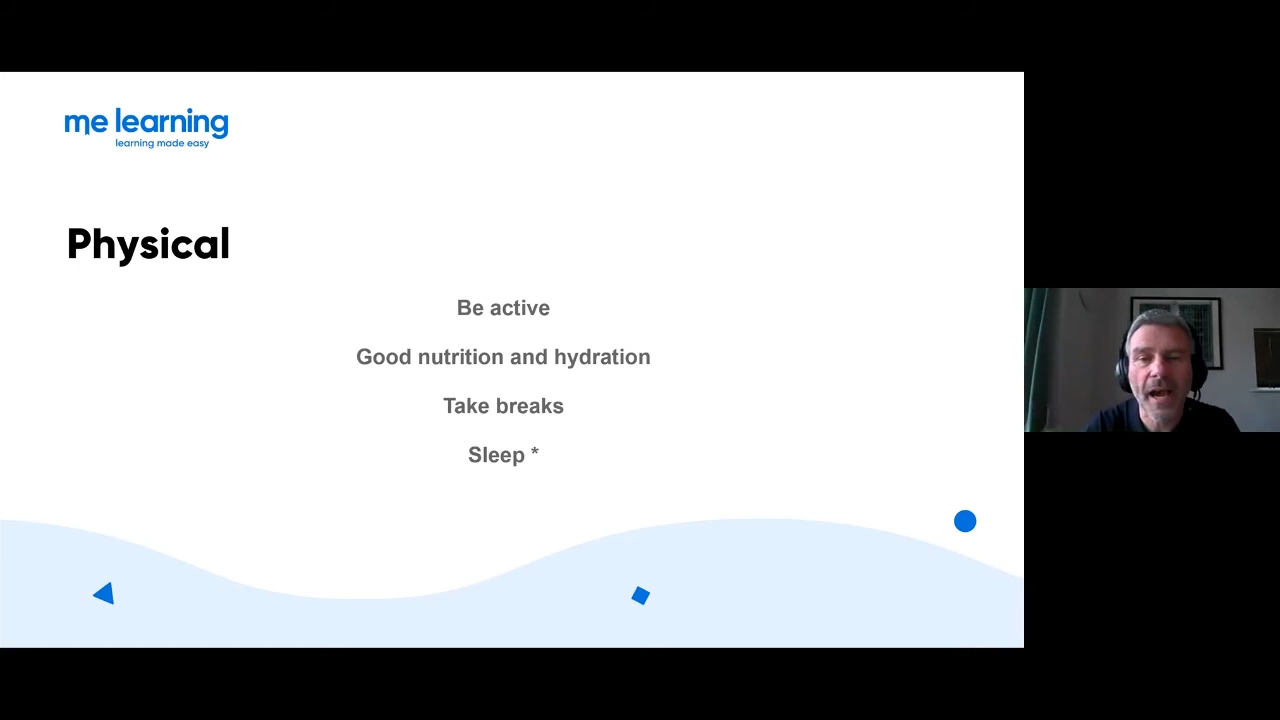 me learning
learning made easy
Physical
Be active
Good nutrition and hydration
Take breaks
Sleep *